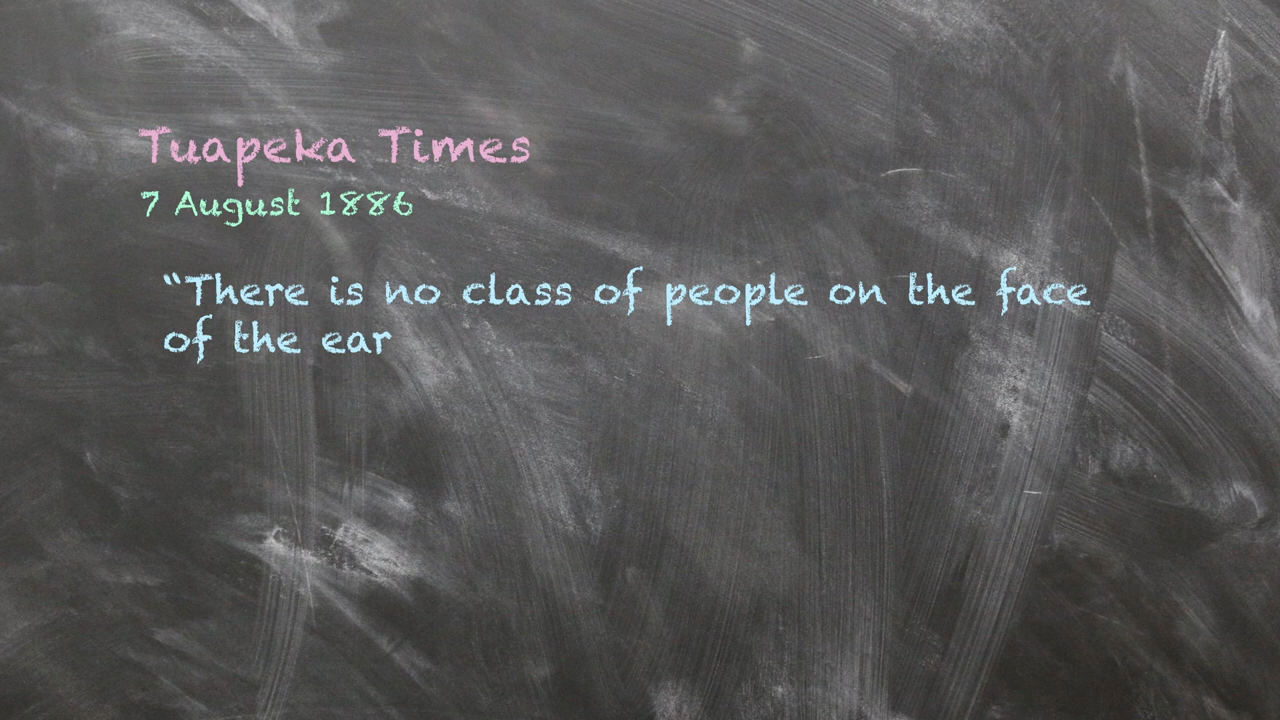 Tuapeka Times
7 August 1886
“There is no class of people on the face
of the ear